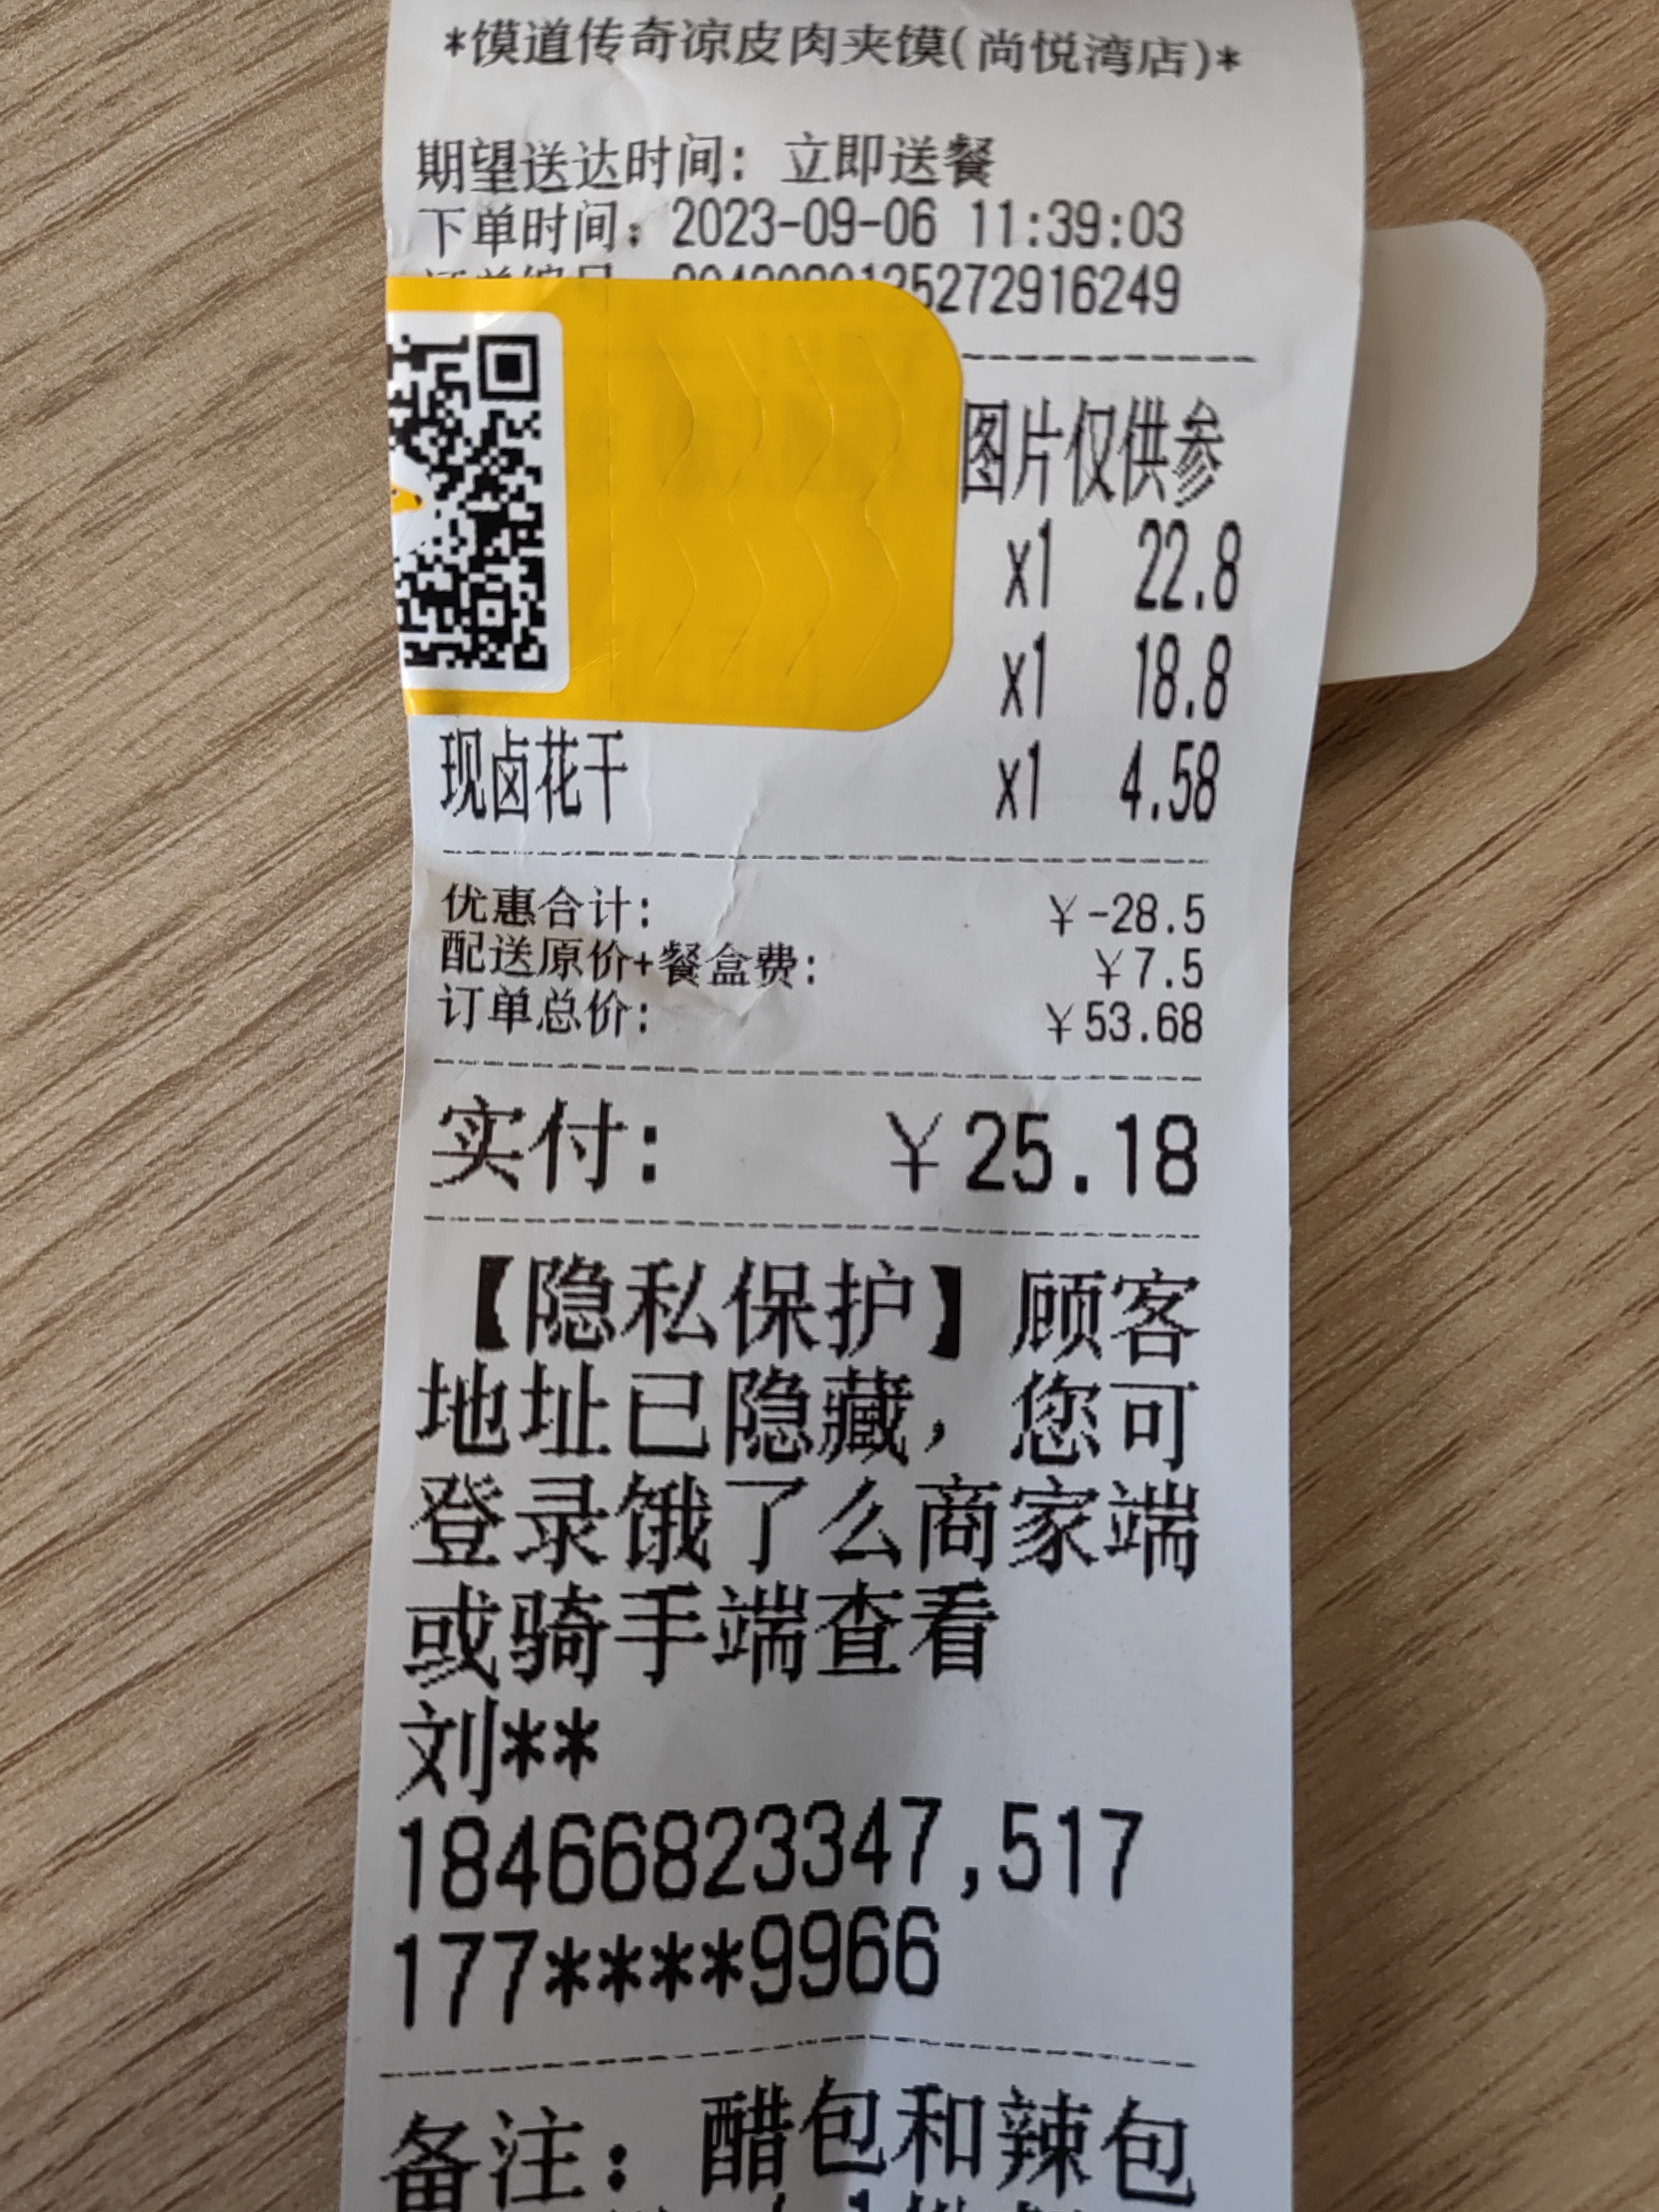 *馍道传奇凉皮肉夹馍(尚悦湾店)*
期望送达时间: 立即送餐
下单时间: 2023-09-06 11:39:03
5272916249
图片仅供参
x1 22.8
x1 18.8
现卤花干 x1 4.58
优惠合计: ￥-28.5
配送原价+餐盒费: ￥7.5
订单总价: ￥53.68
实付: ￥25.18
【隐私保护】顾客
地址已隐藏，您可
登录饿了么商家端
或骑手端查看
刘**
18466823347,517
177****9966
备注: 醋包和辣包